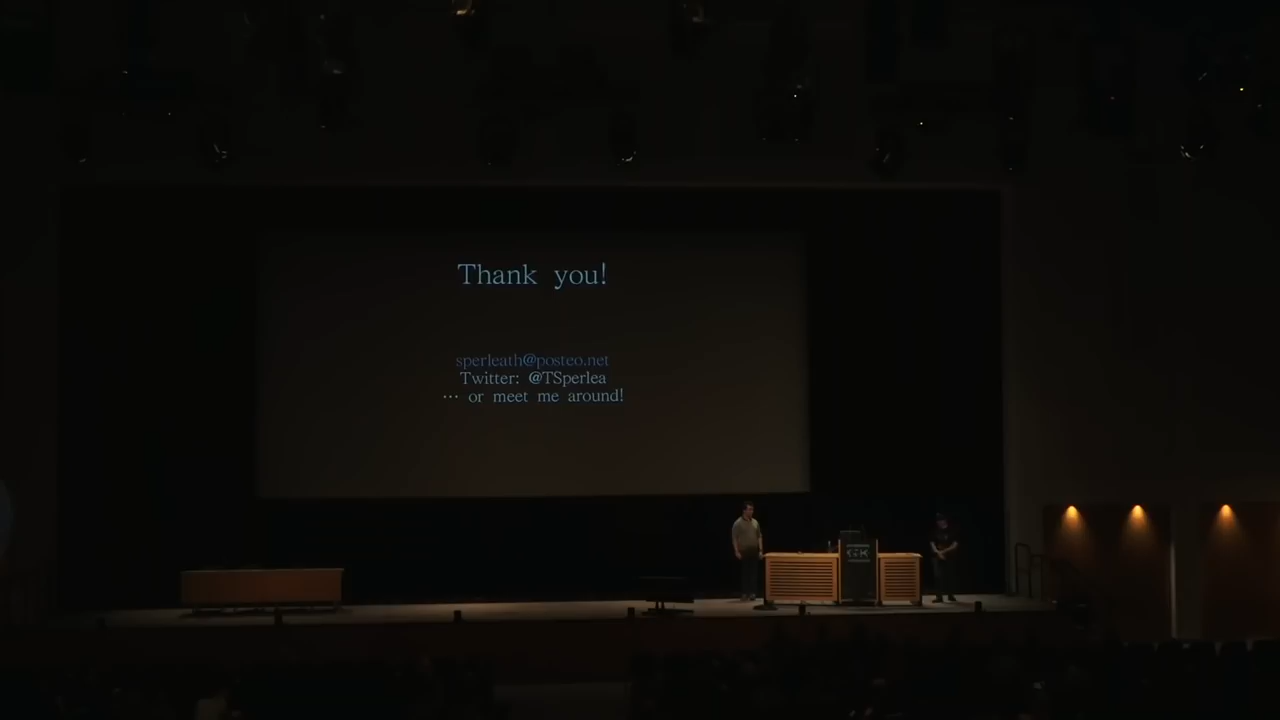 Thank you!
sperleath@posteo.net
Twitter: @TSperlea
··· or meet me around!